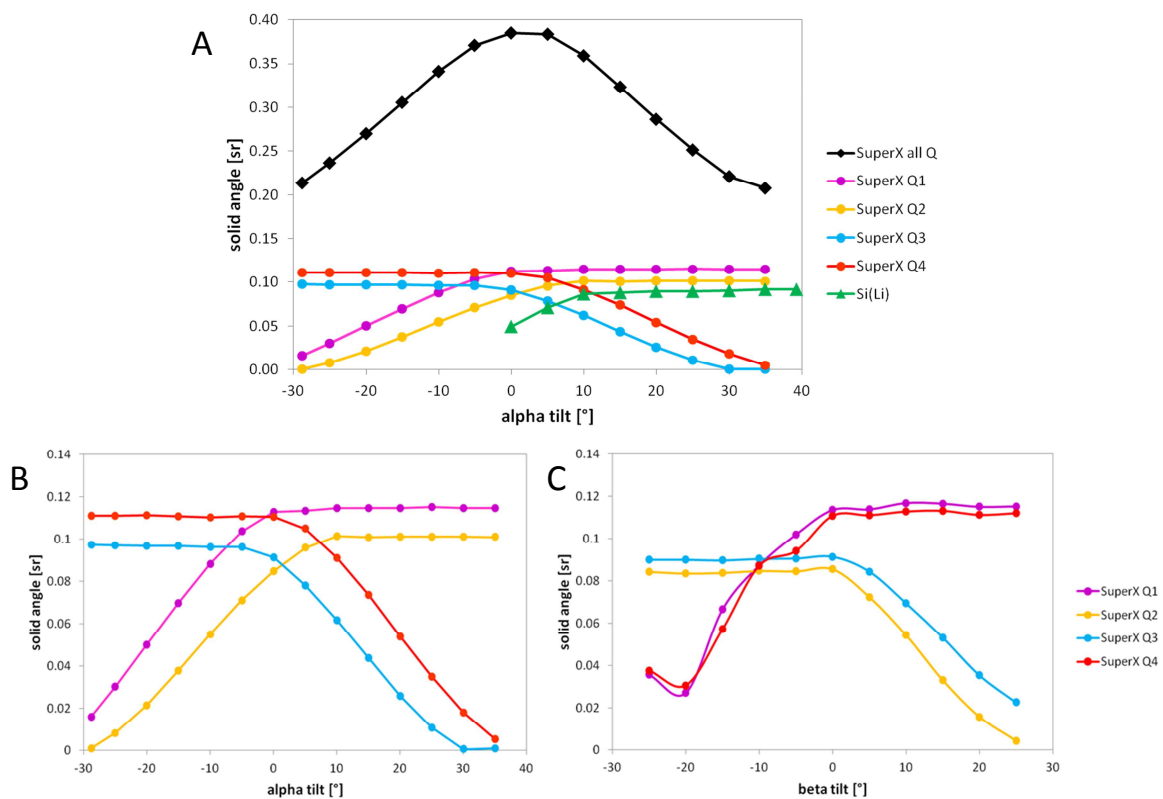 A
0.40
0.35
0.30
0.25
0.20
0.15
0.10
0.05
0.00
solid angle [sr]
-30 -20 -10 0 10 20 30 40
alpha tilt [°]
SuperX all Q
SuperX Q1
SuperX Q2
SuperX Q3
SuperX Q4
Si(Li)
B
0.14
0.12
0.1
0.08
0.06
0.04
0.02
0
solid angle [sr]
-30 -20 -10 0 10 20 30 40
alpha tilt [°]
C
0.14
0.12
0.1
0.08
0.06
0.04
0.02
0
solid angle [sr]
-30 -20 -10 0 10 20 30
beta tilt [°]
SuperX Q1
SuperX Q2
SuperX Q3
SuperX Q4